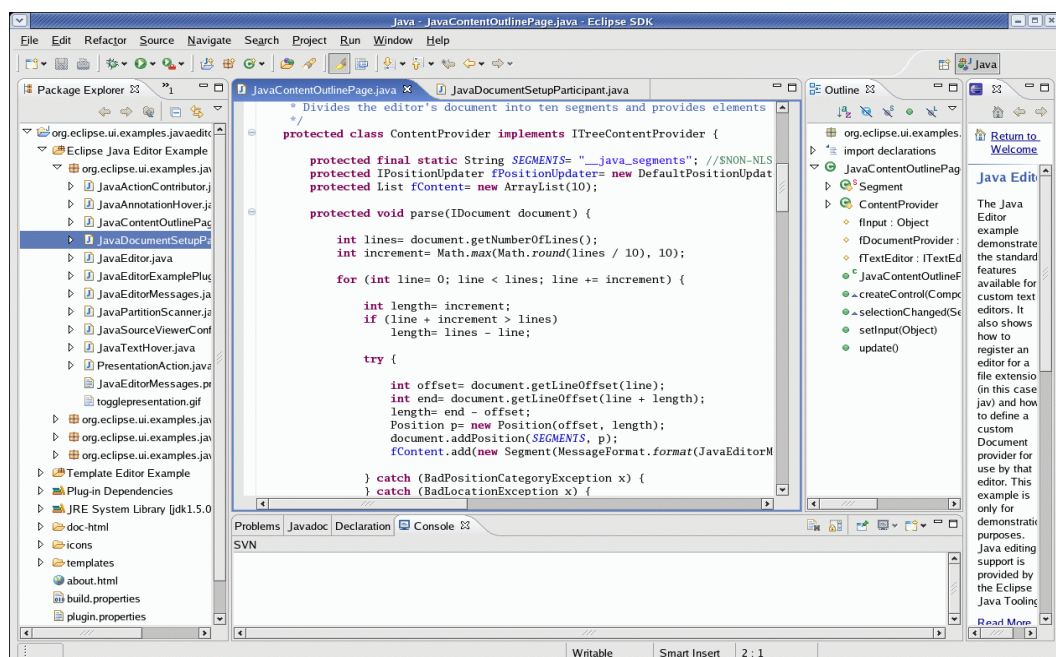 Java - JavaContentOutlinePage.java - Eclipse SDK
File Edit Refactor Source Navigate Search Project Run Window Help
Java
Package Explorer
»1
org.eclipse.ui.examples.javaedito
Eclipse Java Editor Example
org.eclipse.ui.examples.jav
JavaActionContributor.j
JavaAnnotationHover.ja
JavaContentOutlinePag
JavaDocumentSetupPa
JavaEditor.java
JavaEditorExamplePlug
JavaEditorMessages.ja
JavaPartitionScanner.ja
JavaSourceViewerConf
JavaTextHover.java
PresentationAction.java
JavaEditorMessages.pr
togglepresentation.gif
org.eclipse.ui.examples.jav
org.eclipse.ui.examples.jav
org.eclipse.ui.examples.jav
Template Editor Example
Plug-in Dependencies
JRE System Library [jdk1.5.0
doc-html
icons
templates
about.html
build.properties
plugin.properties
JavaContentOutlinePage.java JavaDocumentSetupParticipant.java
* Divides the editor's document into ten segments and provides elements
*/
protected class ContentProvider implements ITreeContentProvider {
protected final static String SEGMENTS= "__java_segments"; //$NON-NLS
protected IPositionUpdater fPositionUpdater= new DefaultPositionUpdat
protected List fContent= new ArrayList(10);
protected void parse(IDocument document) {
int lines= document.getNumberOfLines();
int increment= Math.max(Math.round(lines / 10), 10);
for (int line= 0; line < lines; line += increment) {
int length= increment;
if (line + increment > lines)
length= lines - line;
try {
int offset= document.getLineOffset(line);
int end= document.getLineOffset(line + length);
length= end - offset;
Position p= new Position(offset, length);
document.addPosition(SEGMENTS, p);
fContent.add(new Segment(MessageFormat.format(JavaEditorM
} catch (BadPositionCategoryException x) {
} catch (BadLocationException x) {
Problems Javadoc Declaration Console
SVN
Outline
org.eclipse.ui.examples.
import declarations
JavaContentOutlinePag
Segment
ContentProvider
fInput : Object
fDocumentProvider :
fTextEditor : ITextEd
JavaContentOutlineP
createControl(Compo
selectionChanged(Se
setInput(Object)
update()
Return to
Welcome
Java Edit
The Java
Editor
example
demonstrate
the standard
features
available for
custom text
editors. It
also shows
how to
register an
editor for a
file extensio
(in this case
jav) and how
to define a
custom
Document
provider for
use by that
editor. This
example is
only for
demonstratic
purposes.
Java editing
support is
provided by
the Eclipse
Java Tooling
Read More
Writable Smart Insert 2 : 1